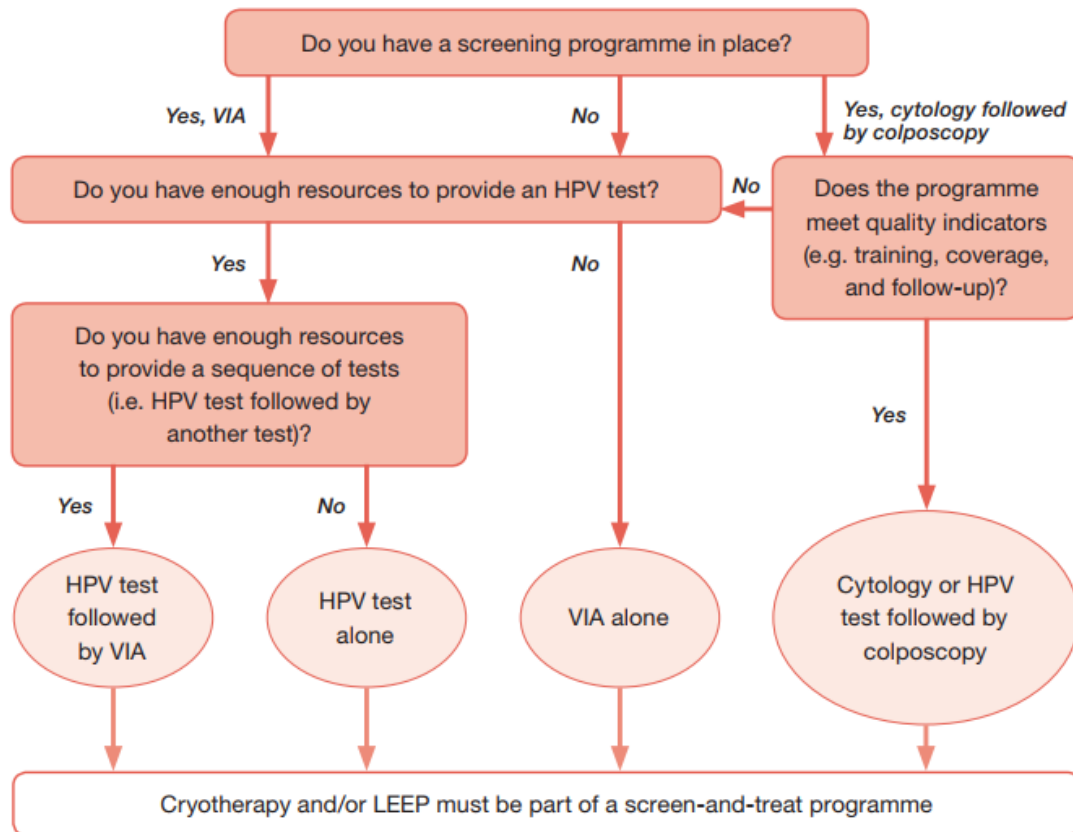 Do you have a screening programme in place?
Yes, VIA
No
Yes, cytology followed
by colposcopy
Do you have enough resources to provide an HPV test?
No
Does the programme
meet quality indicators
(e.g. training, coverage,
and follow-up)?
Yes
No
Do you have enough resources
to provide a sequence of tests
(i.e. HPV test followed by
another test)?
Yes
Yes
No
HPV test
followed
by VIA
HPV test
alone
VIA alone
Cytology or HPV
test followed by
colposcopy
Cryotherapy and/or LEEP must be part of a screen-and-treat programme